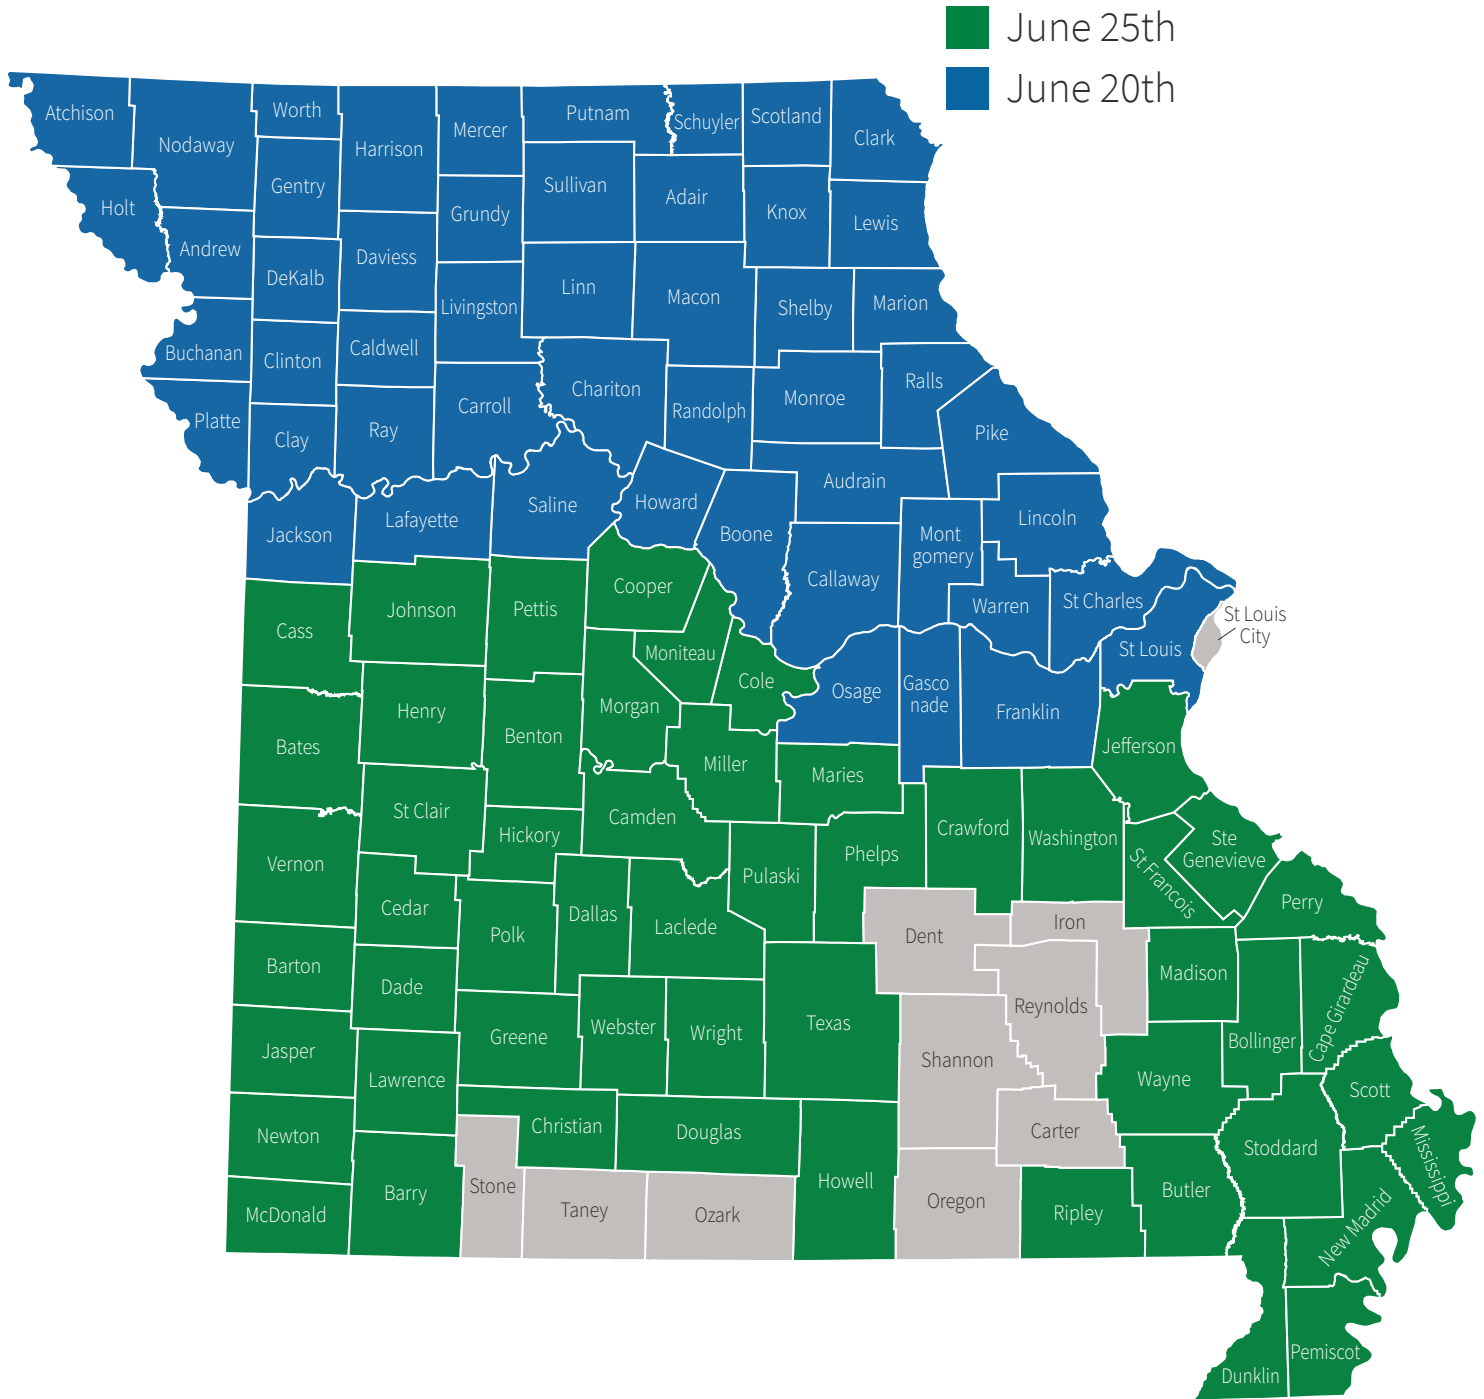 June 25th
June 20th
Atchison
Nodaway
Worth
Harrison
Mercer
Putnam
Schuyler
Scotland
Clark
Holt
Gentry
Grundy
Sullivan
Adair
Knox
Lewis
Andrew
DeKalb
Daviess
Livingston
Linn
Macon
Shelby
Marion
Buchanan
Clinton
Caldwell
Carroll
Chariton
Randolph
Monroe
Ralls
Pike
Platte
Clay
Ray
Jackson
Lafayette
Saline
Howard
Boone
Audrain
Callaway
Mont
gomery
Lincoln
Warren
St Charles
St Louis
St Louis
City
Cass
Johnson
Pettis
Cooper
Moniteau
Cole
Osage
Gasco
nade
Franklin
Jefferson
Bates
Henry
Benton
Morgan
Miller
Maries
St Clair
Hickory
Camden
Pulaski
Phelps
Crawford
Washington
St Francois
Ste
Genevieve
Perry
Vernon
Cedar
Polk
Dallas
Laclede
Dent
Iron
Madison
Cape Girardeau
Barton
Dade
Greene
Webster
Wright
Texas
Shannon
Reynolds
Wayne
Bollinger
Scott
Jasper
Lawrence
Christian
Douglas
Howell
Carter
Stoddard
Mississippi
Newton
McDonald
Barry
Stone
Taney
Ozark
Oregon
Ripley
Butler
New Madrid
Dunklin
Pemiscot